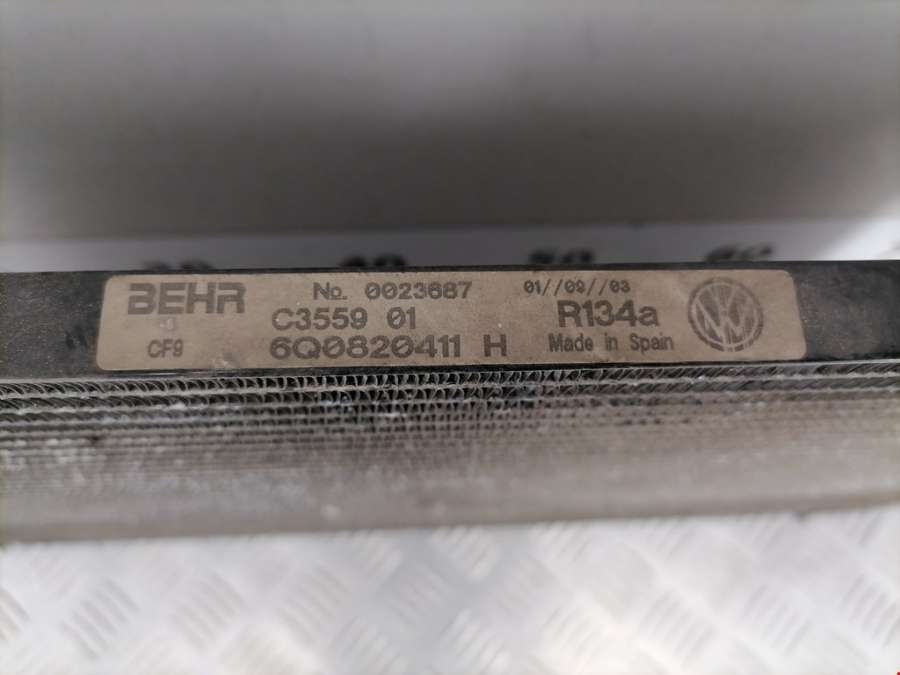 BEHR No. 0023687 01//09//03
C3559 01 R134a
CF9 6Q0820411 H Made in Spain